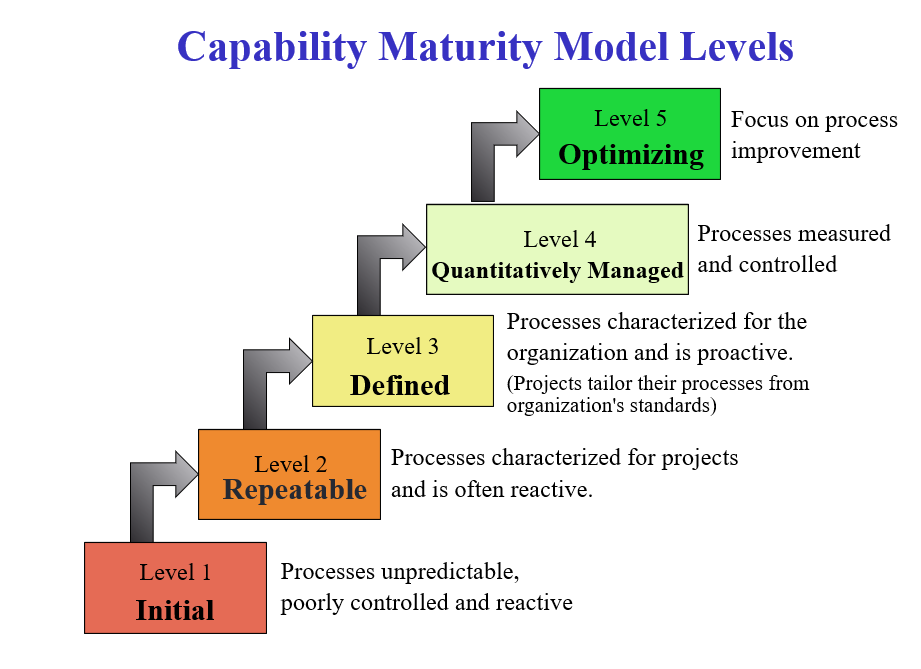 Capability Maturity Model Levels
Level 5
Optimizing
Focus on process
improvement
Level 4
Quantitatively Managed
Processes measured
and controlled
Level 3
Defined
Processes characterized for the
organization and is proactive.
(Projects tailor their processes from
organization's standards)
Level 2
Repeatable
Processes characterized for projects
and is often reactive.
Level 1
Initial
Processes unpredictable,
poorly controlled and reactive